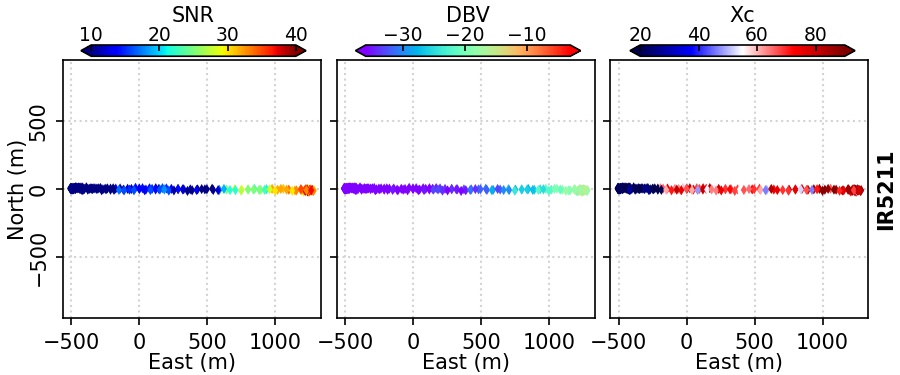 SNR
DBV
Xc
10 20 30 40
−30 −20 −10
20 40 60 80
North (m)
500
0
−500
−500 0 500 1000
East (m)
−500 0 500 1000
East (m)
−500 0 500 1000
East (m)
IR5211